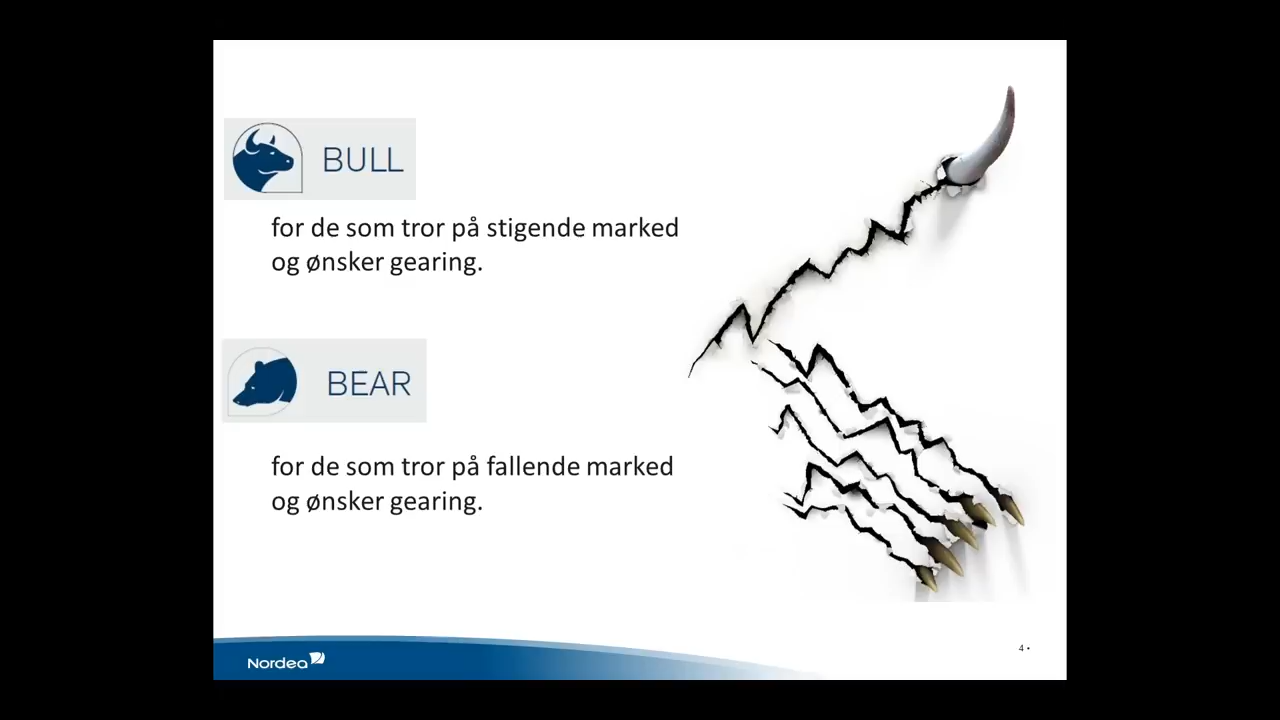 BULL
for de som tror på stigende marked
og ønsker gearing.
BEAR
for de som tror på fallende marked
og ønsker gearing.
Nordea
4 •